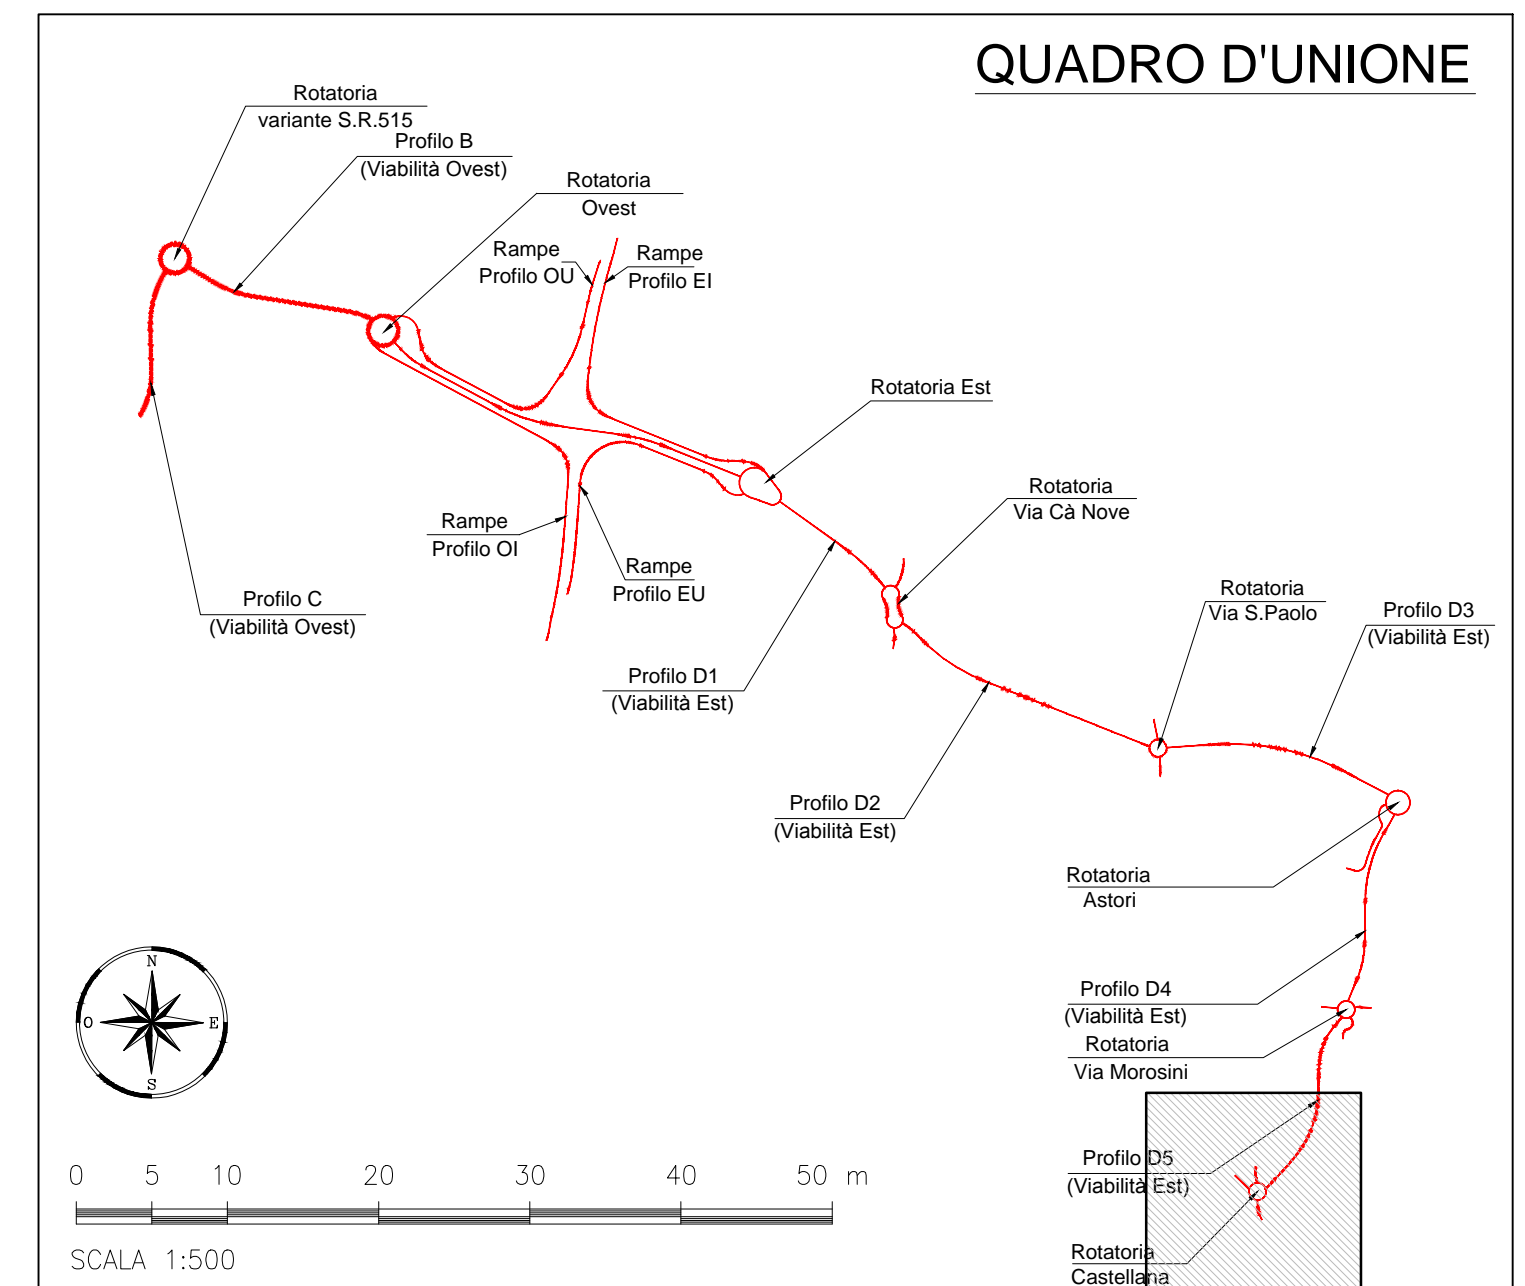 QUADRO D'UNIONE
Rotatoria
variante S.R.515
Profilo B
(Viabilità Ovest)
Rotatoria
Ovest
Rampe
Profilo OU
Rampe
Profilo EI
Rotatoria Est
Rotatoria
Via Cà Nove
Rampe
Profilo OI
Rampe
Profilo EU
Profilo C
(Viabilità Ovest)
Rotatoria
Via S.Paolo
Profilo D3
(Viabilità Est)
Profilo D1
(Viabilità Est)
Profilo D2
(Viabilità Est)
Rotatoria
Astori
Profilo D4
(Viabilità Est)
Rotatoria
Via Morosini
Profilo D5
(Viabilità Est)
Rotatoria
Castellana
N
O
E
S
0 5 10 20 30 40 50 m
SCALA 1:500